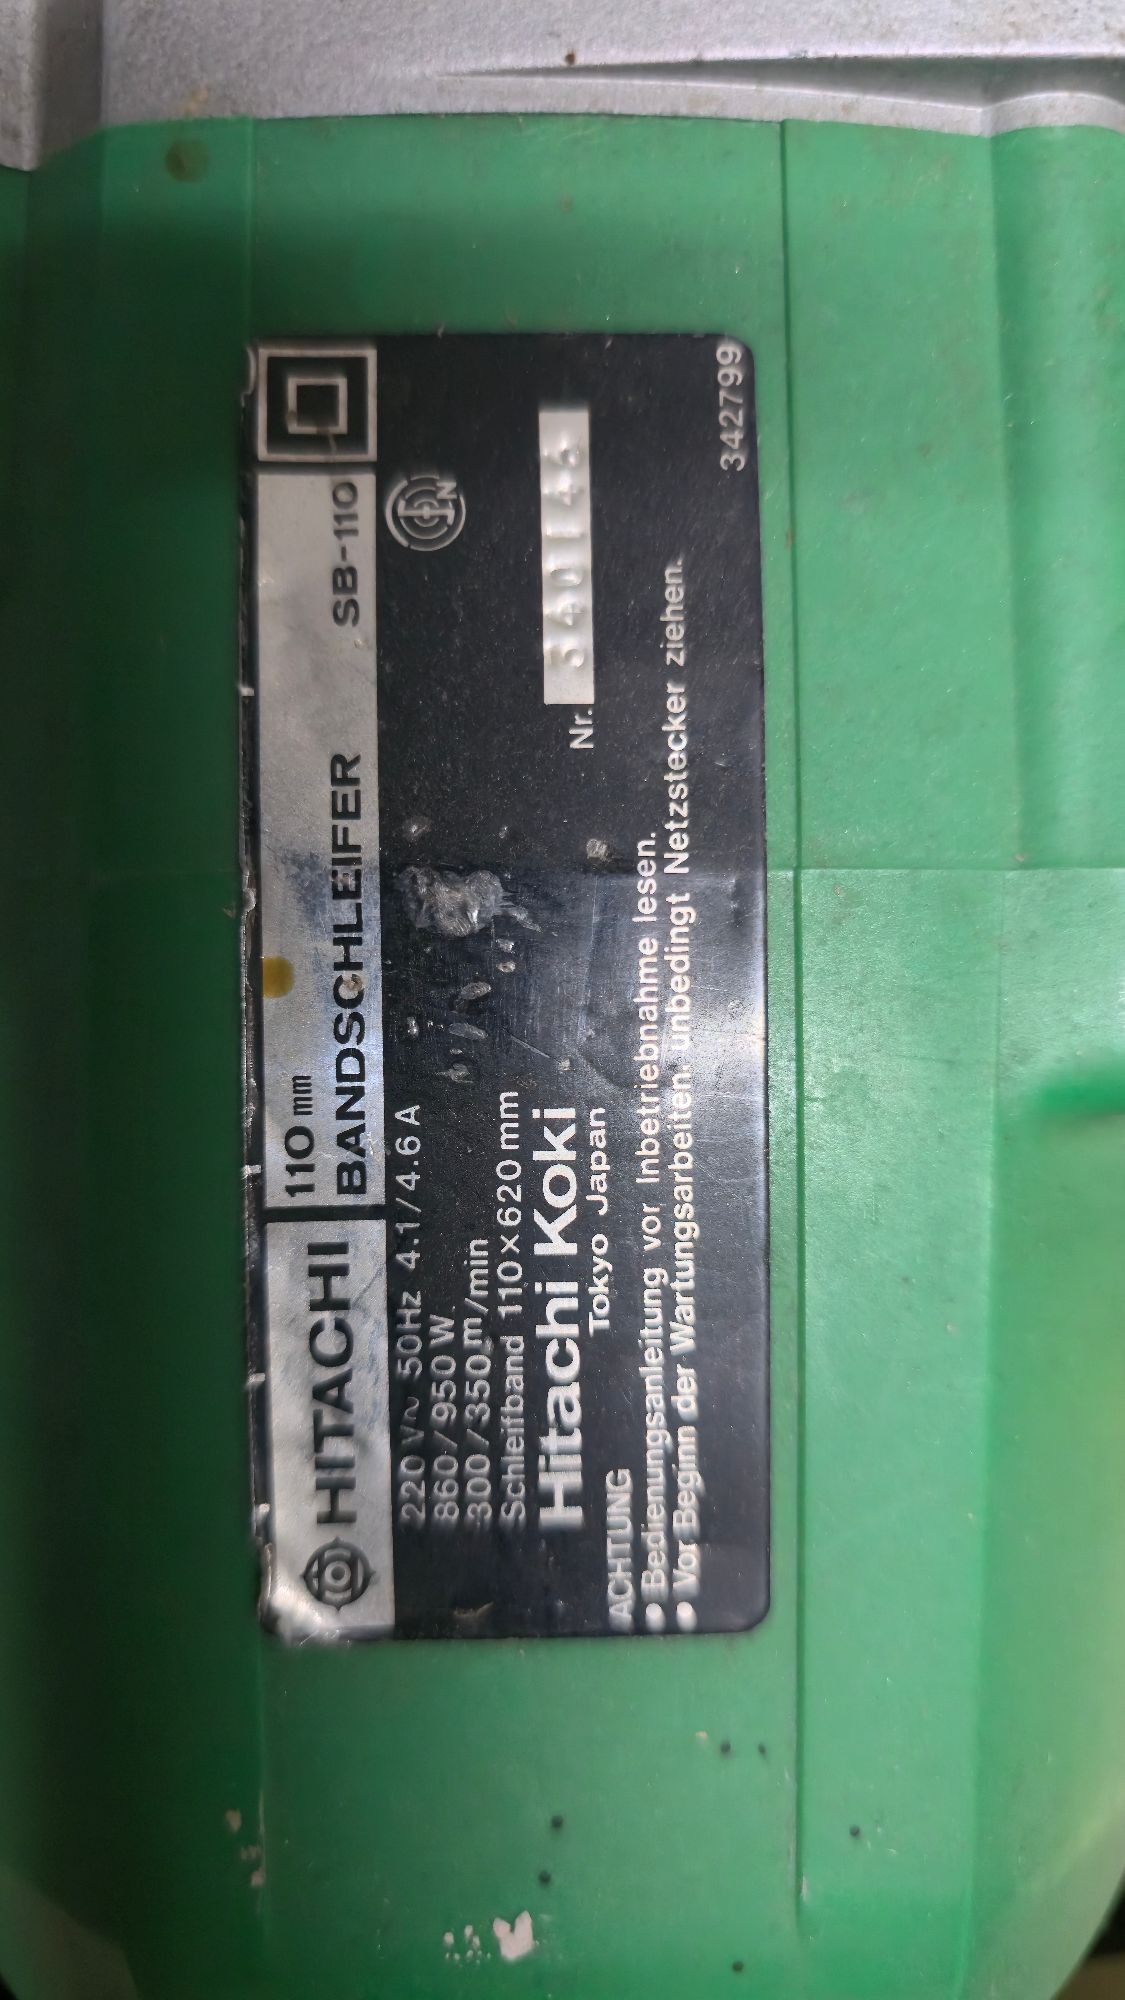 HITACHI
110 mm
BANDSCHLEIFER SB-110
220 V~ 50Hz 4.1/4.6 A
860/950 W
300/350 m/min
Schleifband 110×620 mm
Hitachi Koki
Tokyo Japan
Nr. 340146
ACHTUNG
• Bedienungsanleitung vor Inbetriebnahme lesen.
• Vor Beginn der Wartungsarbeiten, unbedingt Netzstecker ziehen.
342799